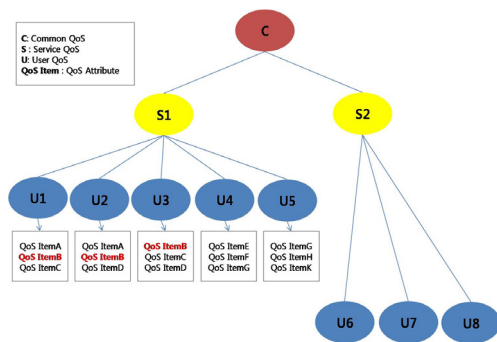 C: Common QoS
S : Service QoS
U: User QoS
QoS Item : QoS Attribute
C
S1
S2
U1
U2
U3
U4
U5
QoS ItemA
QoS ItemB
QoS ItemC
QoS ItemA
QoS ItemB
QoS ItemD
QoS ItemB
QoS ItemC
QoS ItemD
QoS ItemE
QoS ItemF
QoS ItemG
QoS ItemG
QoS ItemH
QoS ItemK
U6
U7
U8